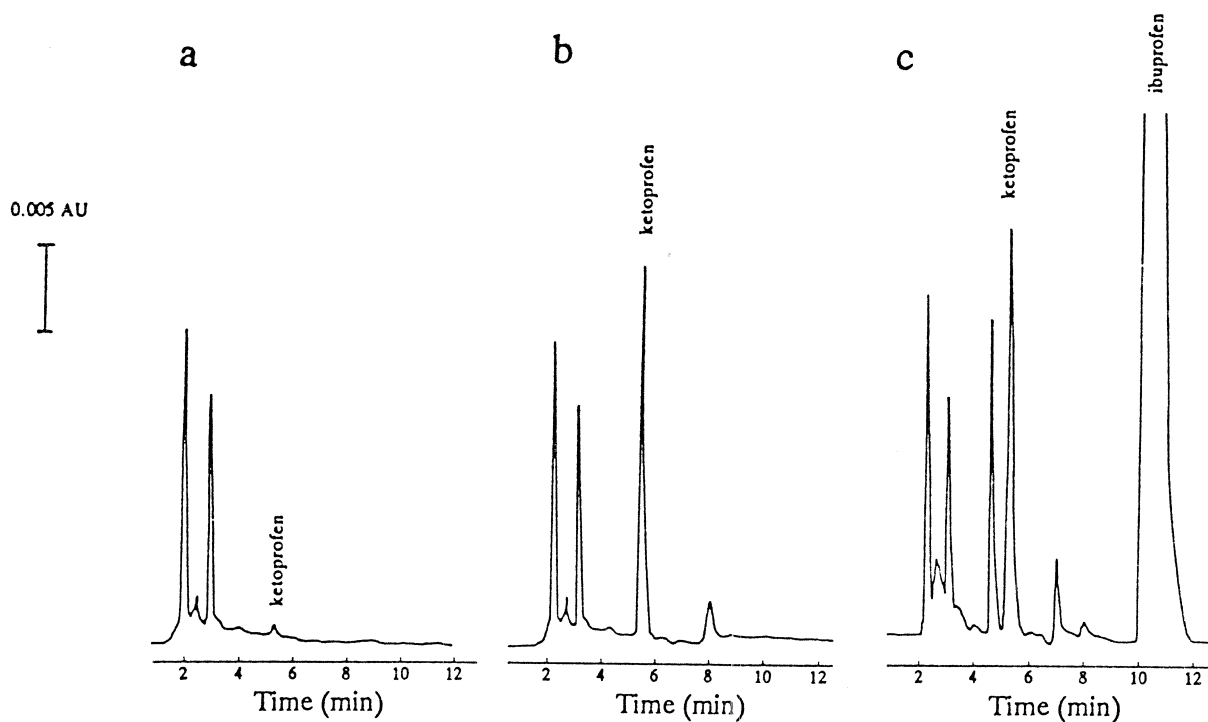 a
b
c
0.005 AU
ketoprofen
ketoprofen
ketoprofen
ibuprofen
2 4 6 8 10 12
Time (min)
2 4 6 8 10 12
Time (min)
2 4 6 8 10 12
Time (min)